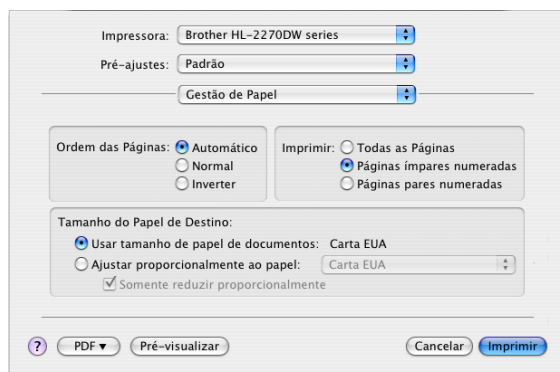 Impressora: Brother HL-2270DW series
Pré-ajustes: Padrão
Gestão de Papel
Ordem das Páginas: Automático
Normal
Inverter
Imprimir: Todas as Páginas
Páginas ímpares numeradas
Páginas pares numeradas
Tamanho do Papel de Destino:
Usar tamanho de papel de documentos: Carta EUA
Ajustar proporcionalmente ao papel: Carta EUA
Somente reduzir proporcionalmente
? PDF ▼ Pré-visualizar Cancelar Imprimir